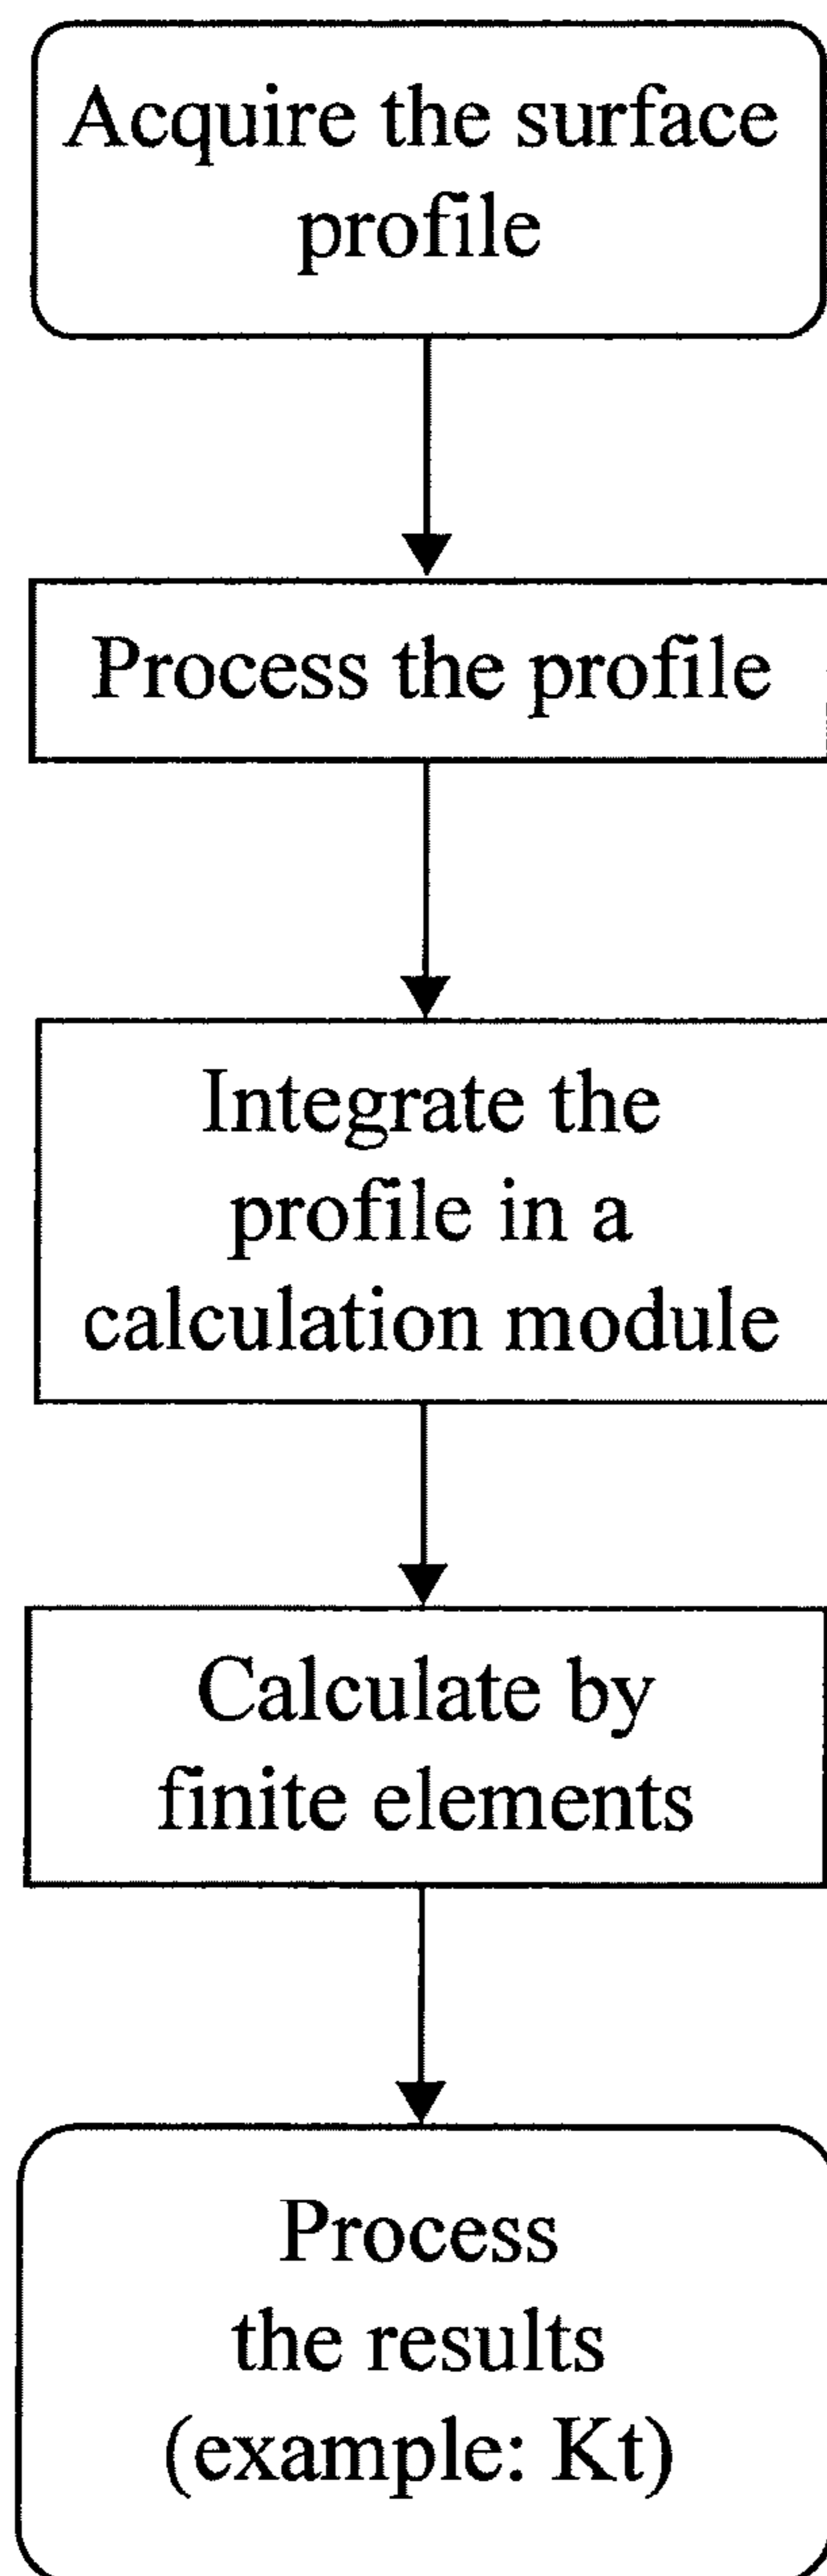 Acquire the surface
profile
Process the profile
Integrate the
profile in a
calculation module
Calculate by
finite elements
Process
the results
(example: Kt)